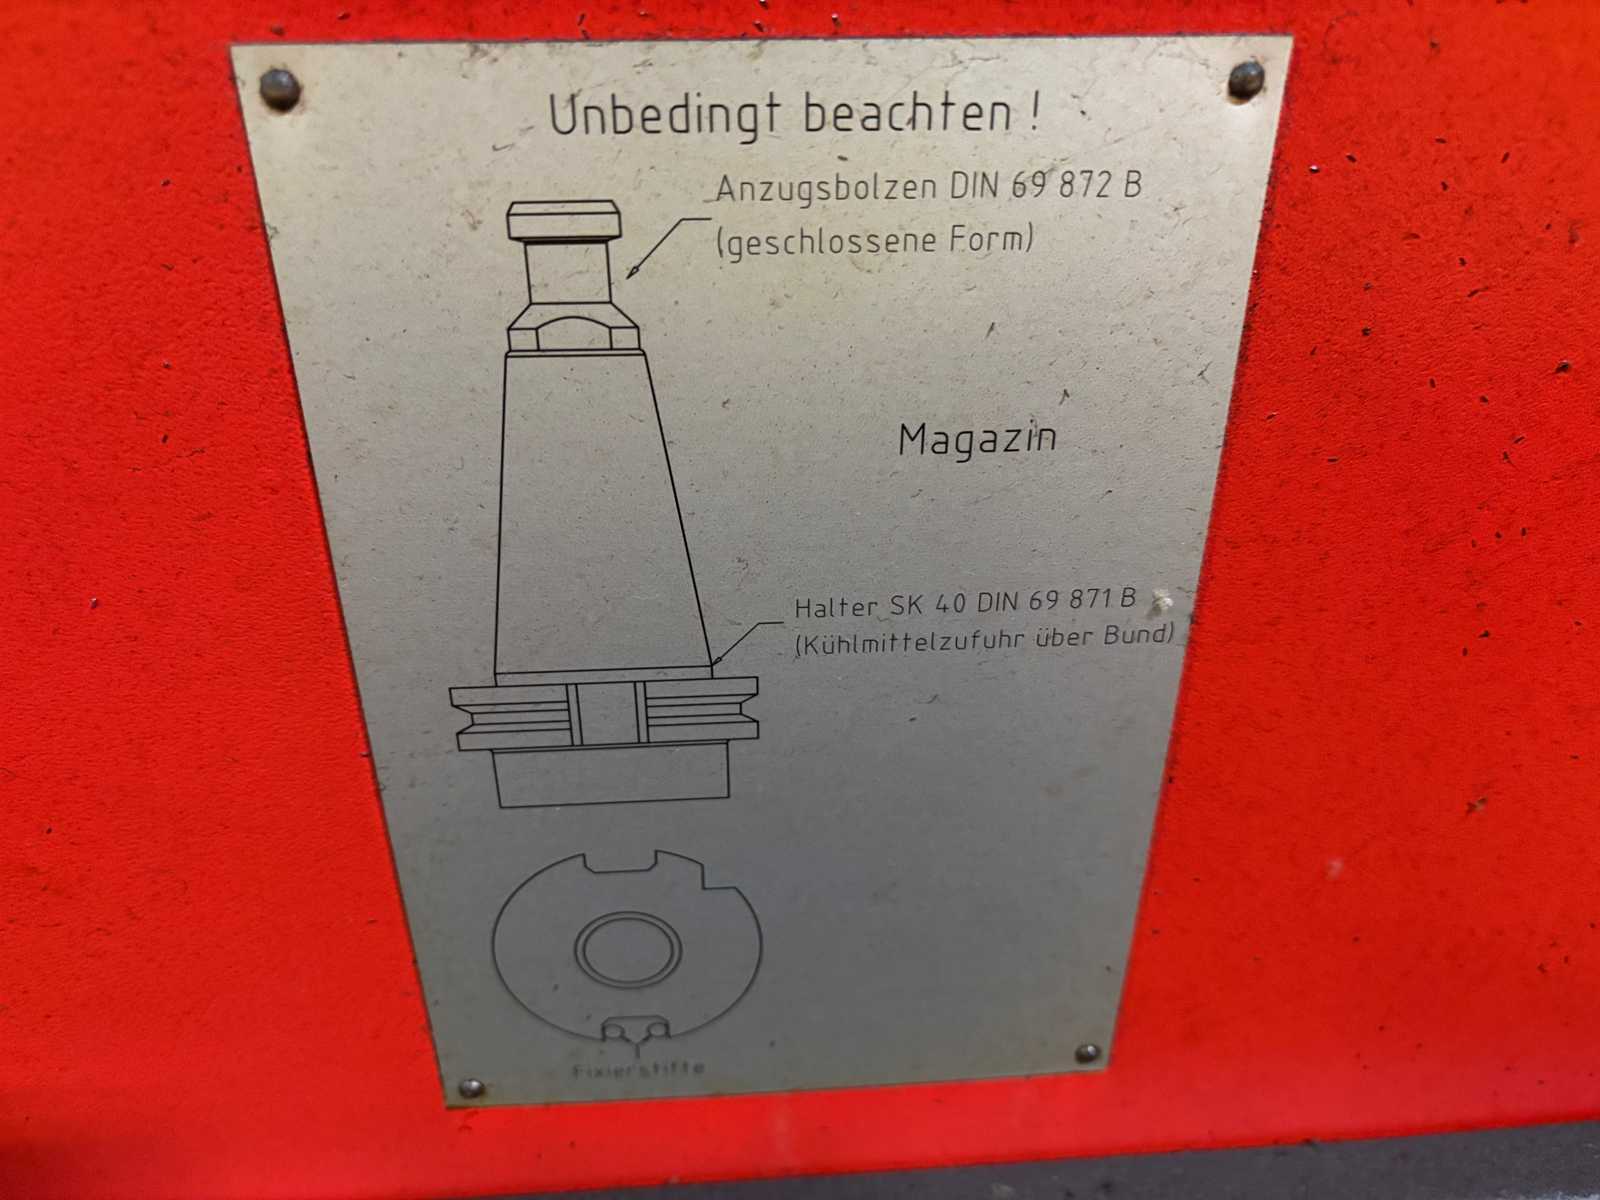 Unbedingt beachten !
Anzugsbolzen DIN 69 872 B
(geschlossene Form)
Magazin
Halter SK 40 DIN 69 871 B
(Kühlmittelzufuhr über Bund)
Fixierstifte